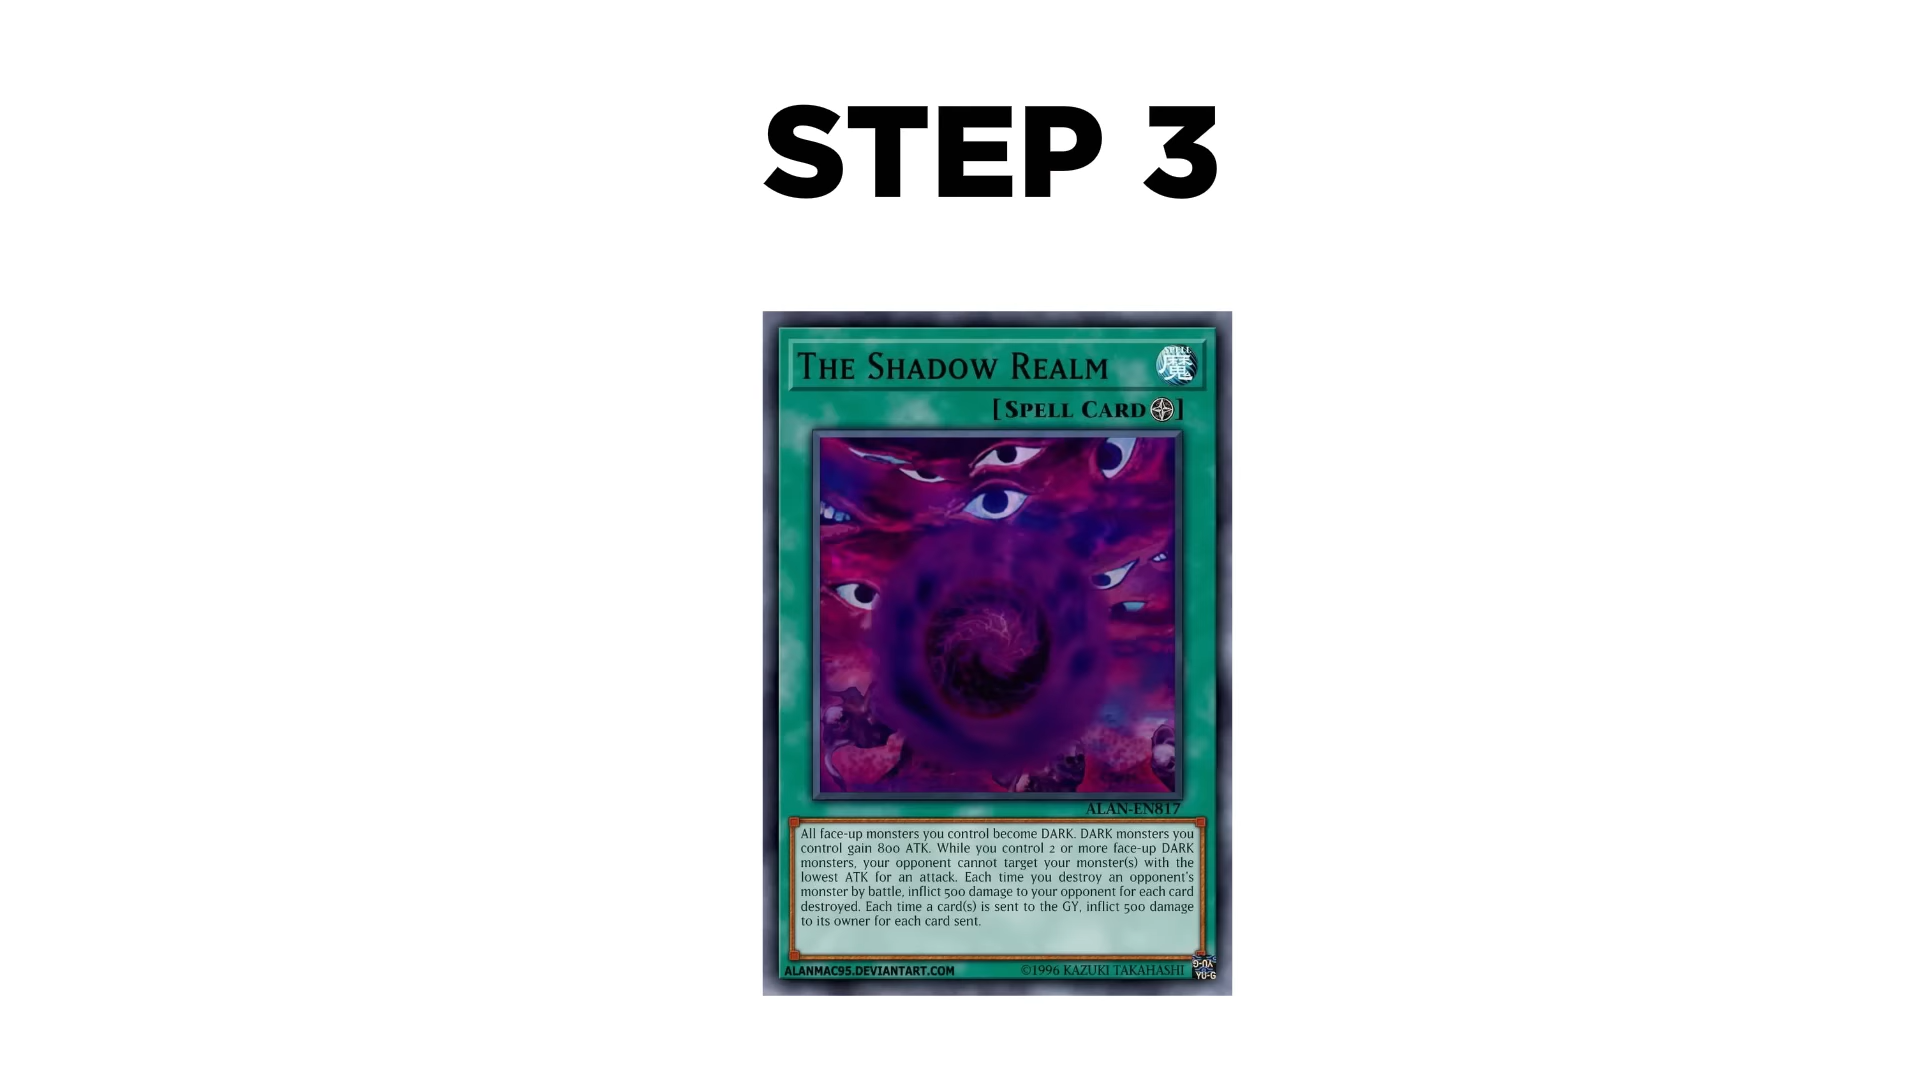 STEP 3
THE SHADOW REALM
SPELL
魔
[SPELL CARD]
ALAN-EN817
All face-up monsters you control become DARK. DARK monsters you
control gain 800 ATK. While you control 2 or more face-up DARK
monsters, your opponent cannot target your monster(s) with the
lowest ATK for an attack. Each time you destroy an opponent's
monster by battle, inflict 500 damage to your opponent for each card
destroyed. Each time a card(s) is sent to the GY, inflict 500 damage
to its owner for each card sent.
ALANMAC95.DEVIANTART.COM
©1996 KAZUKI TAKAHASHI